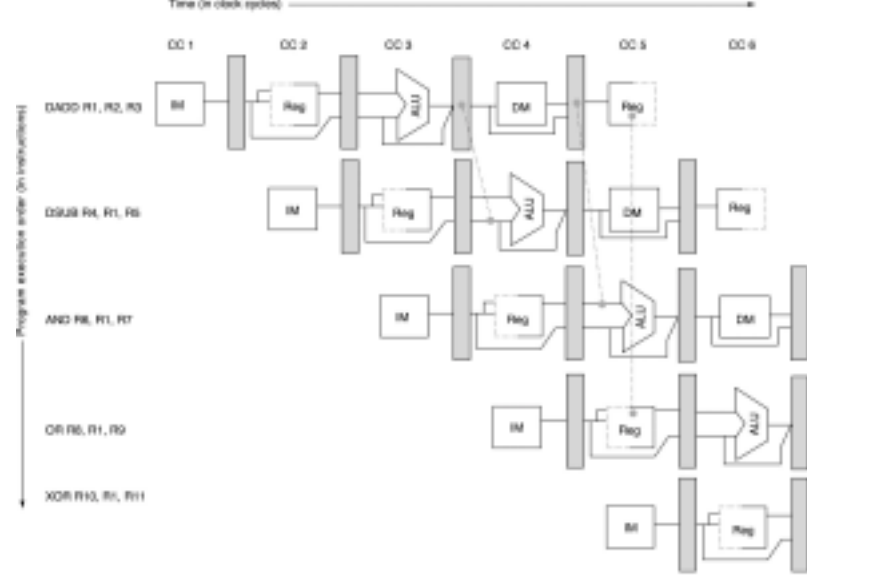 Time (in clock cycles)
CC 1 CC 2 CC 3 CC 4 CC 5 CC 6
Program execution order (in instructions)
DADD R1, R2, R3 IM Reg ALU DM Reg
DSUB R4, R1, R5 IM Reg ALU DM Reg
AND R6, R1, R7 IM Reg ALU DM
OR R8, R1, R9 IM Reg ALU
XOR R10, R1, R11
IM Reg